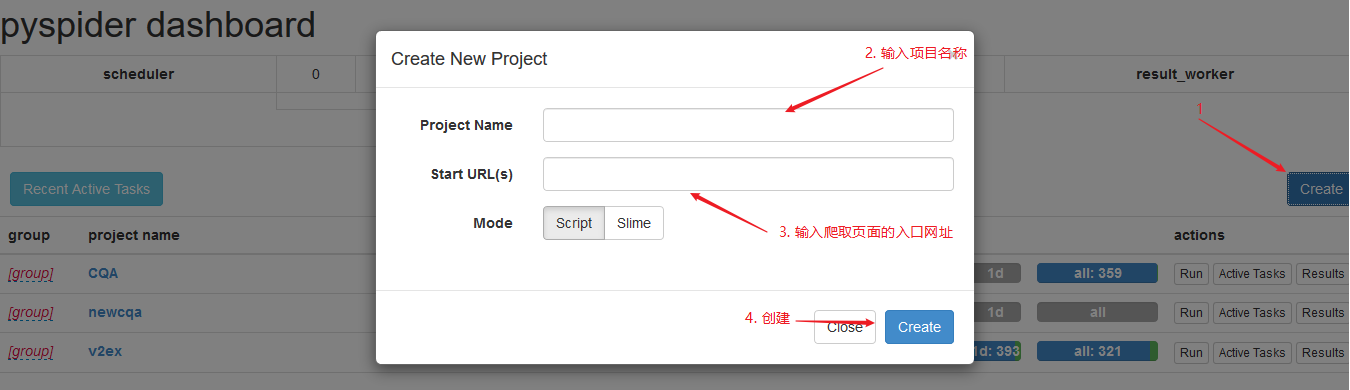 pyspider dashboard
scheduler
0
result_worker
Create New Project
2. 输入项目名称
Project Name
1
Start URL(s)
Recent Active Tasks
Create
Mode
Script
Slime
3. 输入爬取页面的入口网址
group
project name
actions
[group]
CQA
1d
all: 359
Run
Active Tasks
Results
[group]
newcqa
1d
all
Run
Active Tasks
Results
4. 创建
Close
Create
[group]
v2ex
1d: 393
all: 321
Run
Active Tasks
Results